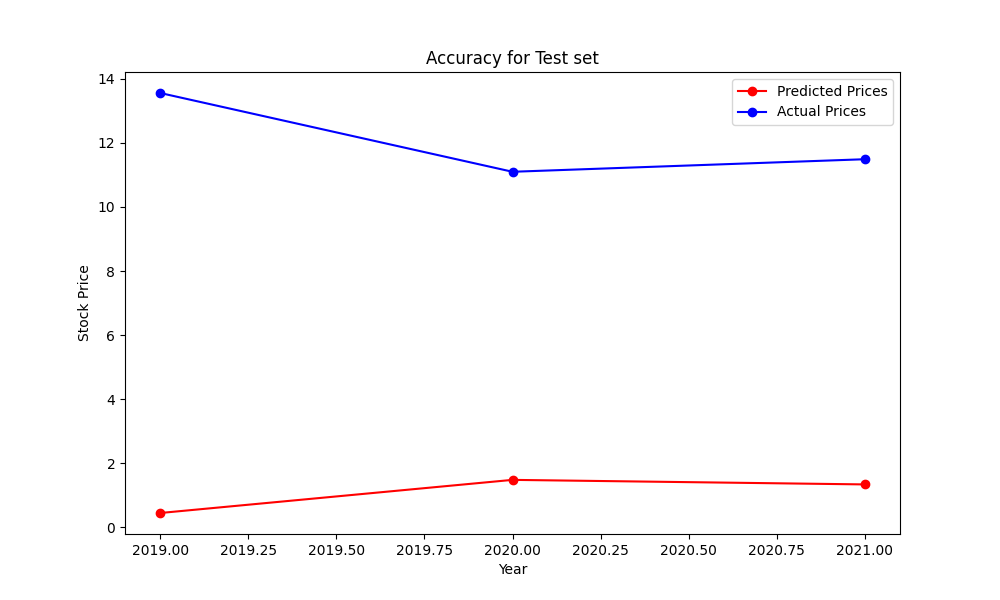 Accuracy for Test set
Predicted Prices
Actual Prices
14
12
10
8
6
4
2
0
Stock Price
2019.00 2019.25 2019.50 2019.75 2020.00 2020.25 2020.50 2020.75 2021.00
Year